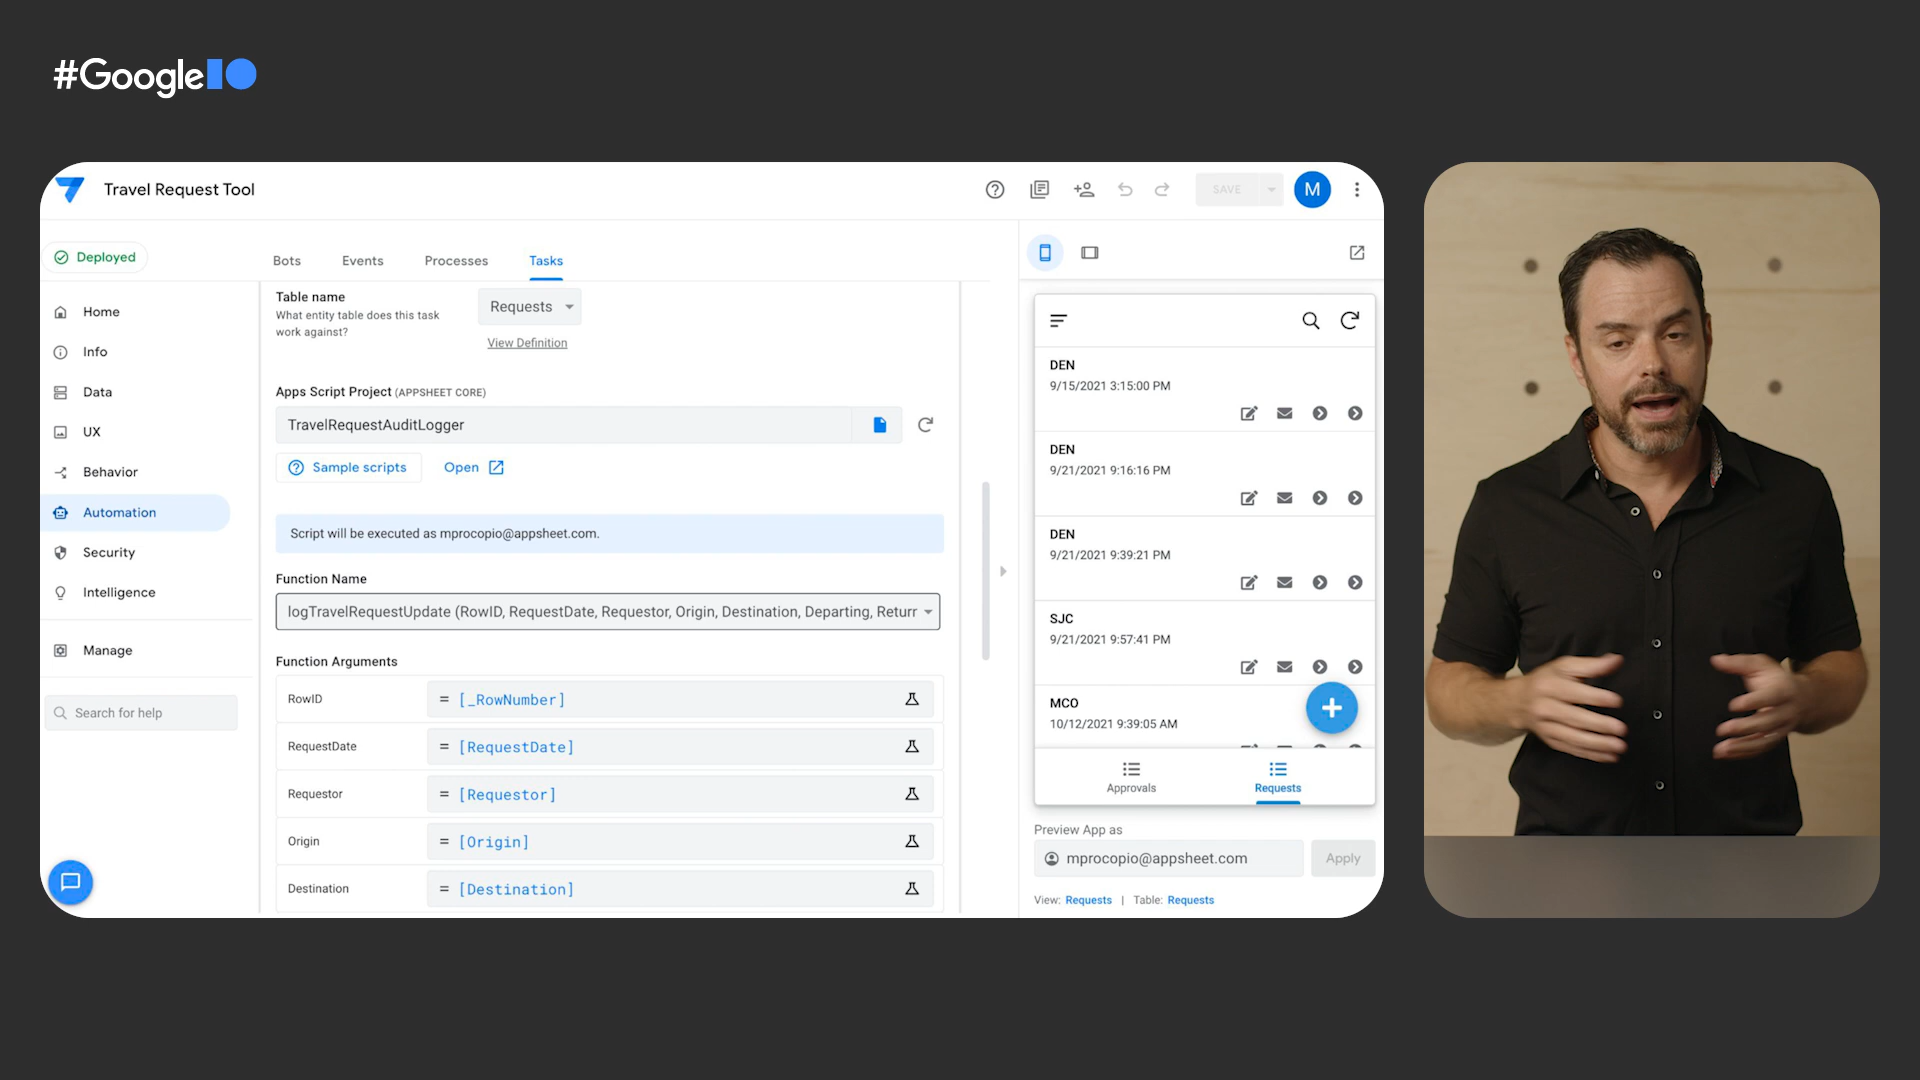 #GoogleIO
Travel Request Tool
SAVE
M
Deployed
Bots
Events
Processes
Tasks
Home
Info
Data
UX
Behavior
Automation
Security
Intelligence
Manage
Search for help
Table name
What entity table does this task
work against?
Requests
View Definition
Apps Script Project (APPSHEET CORE)
TravelRequestAuditLogger
Sample scripts
Open
Script will be executed as mprocopio@appsheet.com.
Function Name
logTravelRequestUpdate (RowID, RequestDate, Requestor, Origin, Destination, Departing, Returr
Function Arguments
RowID
= [_RowNumber]
RequestDate
= [RequestDate]
Requestor
= [Requestor]
Origin
= [Origin]
Destination
= [Destination]
DEN
9/15/2021 3:15:00 PM
DEN
9/21/2021 9:16:16 PM
DEN
9/21/2021 9:39:21 PM
SJC
9/21/2021 9:57:41 PM
MCO
10/12/2021 9:39:05 AM
Approvals
Requests
Preview App as
mprocopio@appsheet.com
Apply
View: Requests | Table: Requests